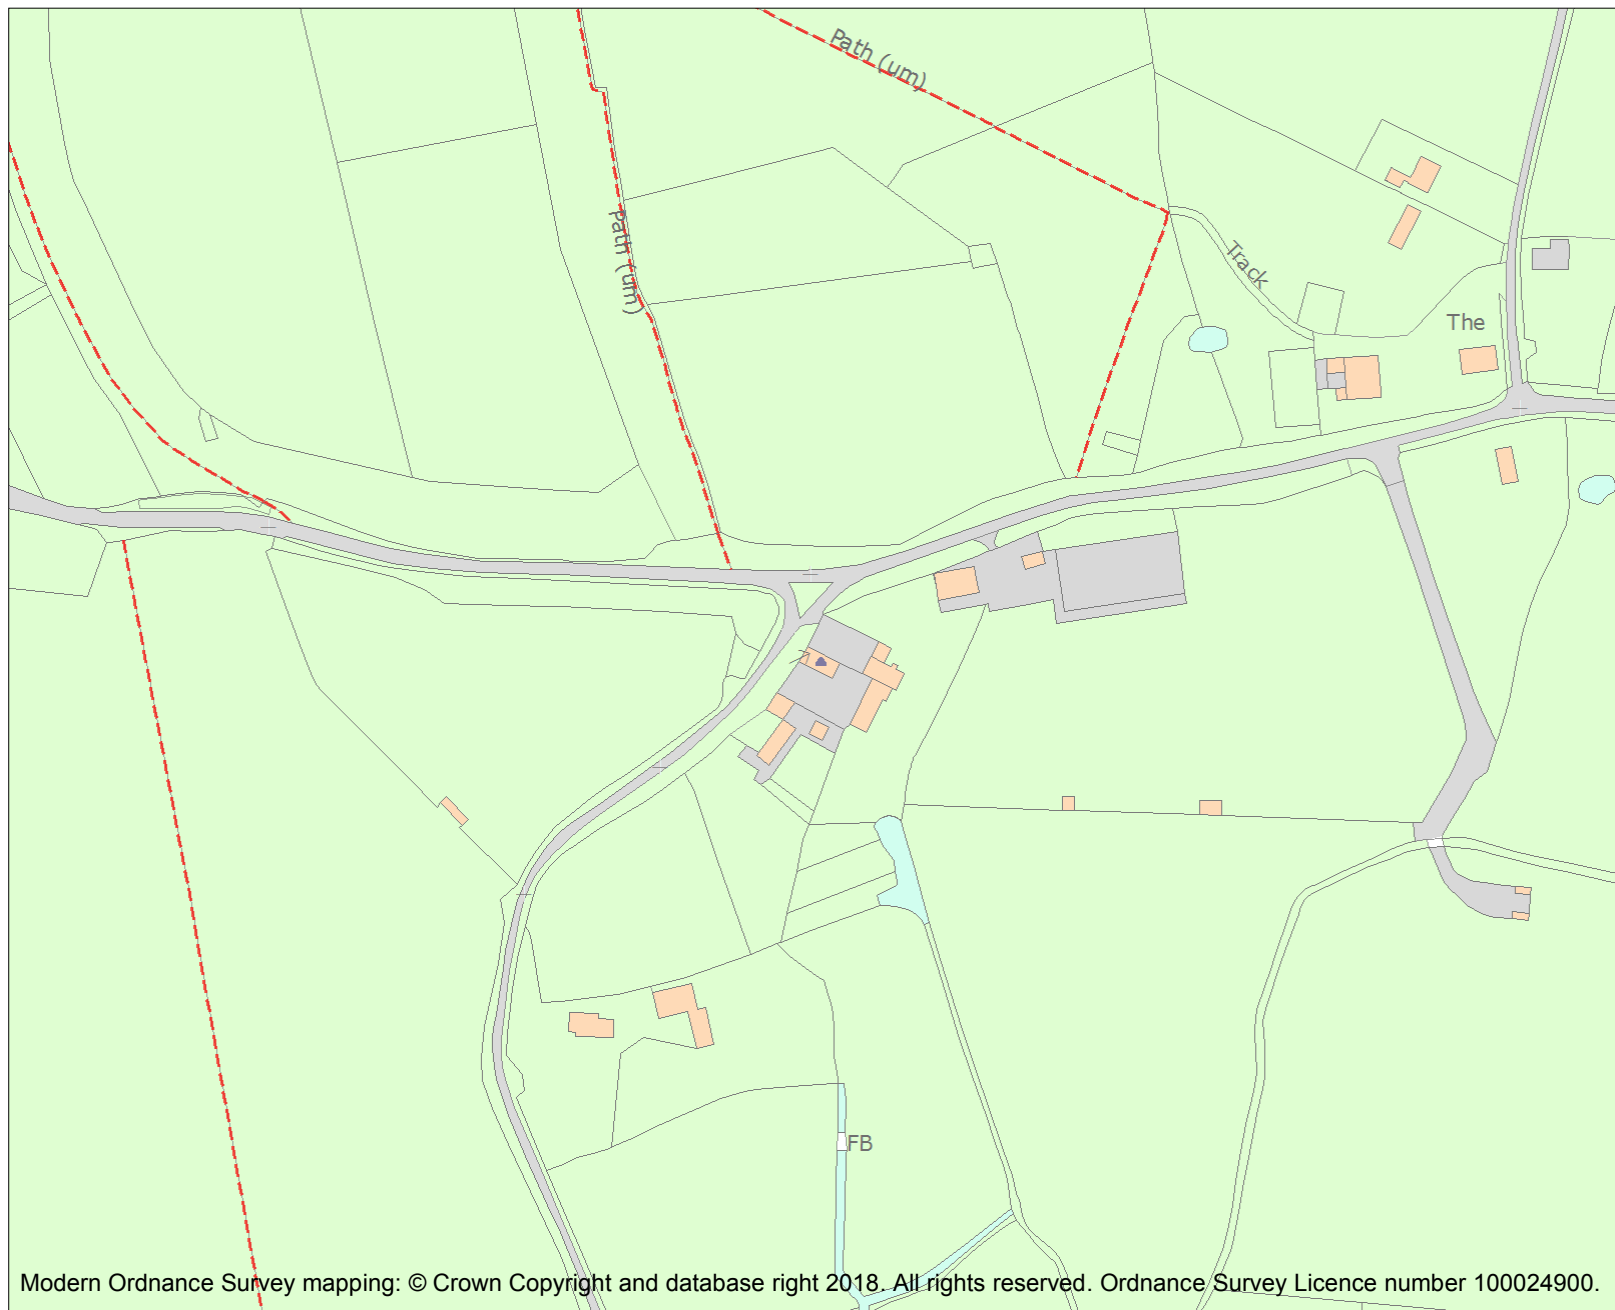 Path (um)
Path (um)
Track
The
FB
Modern Ordnance Survey mapping: © Crown Copyright and database right 2018. All rights reserved. Ordnance Survey Licence number 100024900.